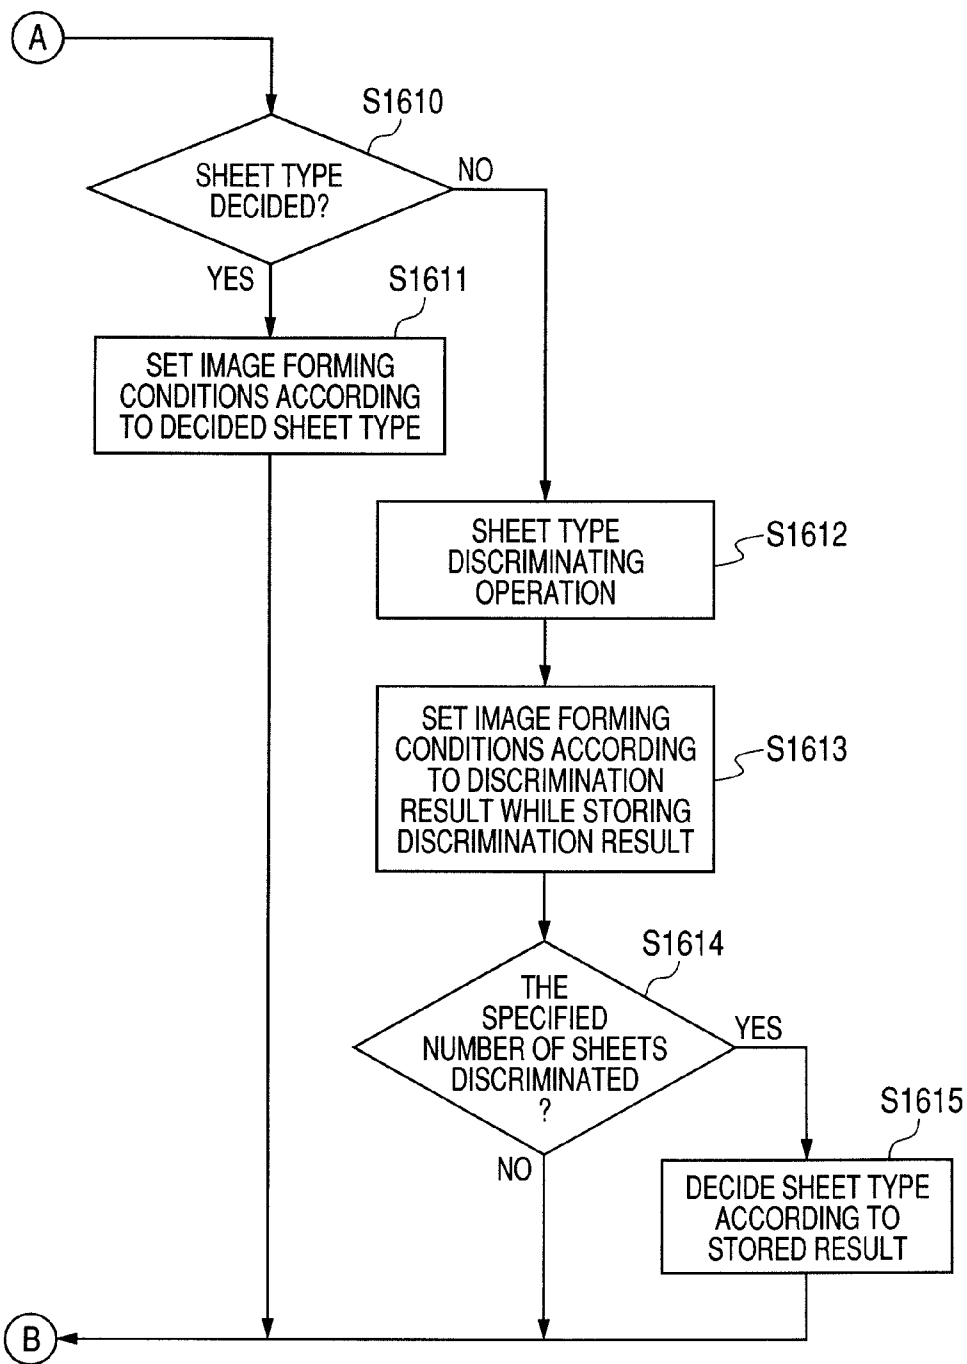 A
S1610
SHEET TYPE
DECIDED?
NO
YES
S1611
SET IMAGE FORMING
CONDITIONS ACCORDING
TO DECIDED SHEET TYPE
SHEET TYPE
DISCRIMINATING
OPERATION
S1612
SET IMAGE FORMING
CONDITIONS ACCORDING
TO DISCRIMINATION
RESULT WHILE STORING
DISCRIMINATION RESULT
S1613
S1614
THE
SPECIFIED
NUMBER OF SHEETS
DISCRIMINATED
?
YES
NO
S1615
DECIDE SHEET TYPE
ACCORDING TO
STORED RESULT
B